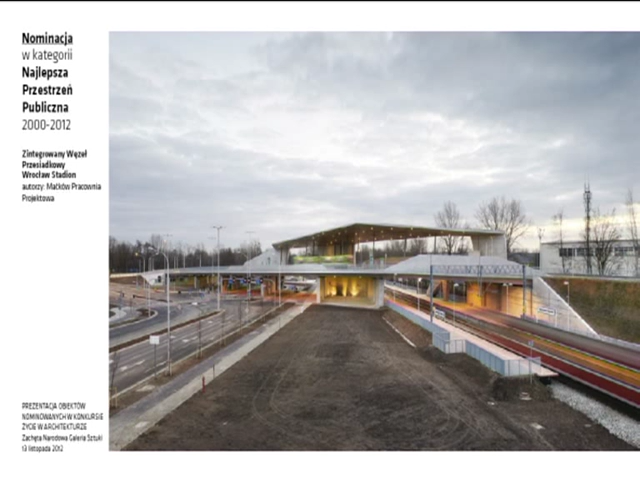 Nominacja
w kategorii
Najlepsza
Przestrzeń
Publiczna
2000-2012
Zintegrowany Węzeł
Przesiadkowy
Wrocław Stadion
autorzy: Maćków Pracownia
Projektowa
PREZENTACJA OBIEKTÓW
NOMINOWANYCH W KONKURSIE
ŻYCIE W ARCHITEKTURZE
Zachęta Narodowa Galeria Sztuki
13 listopada 2012